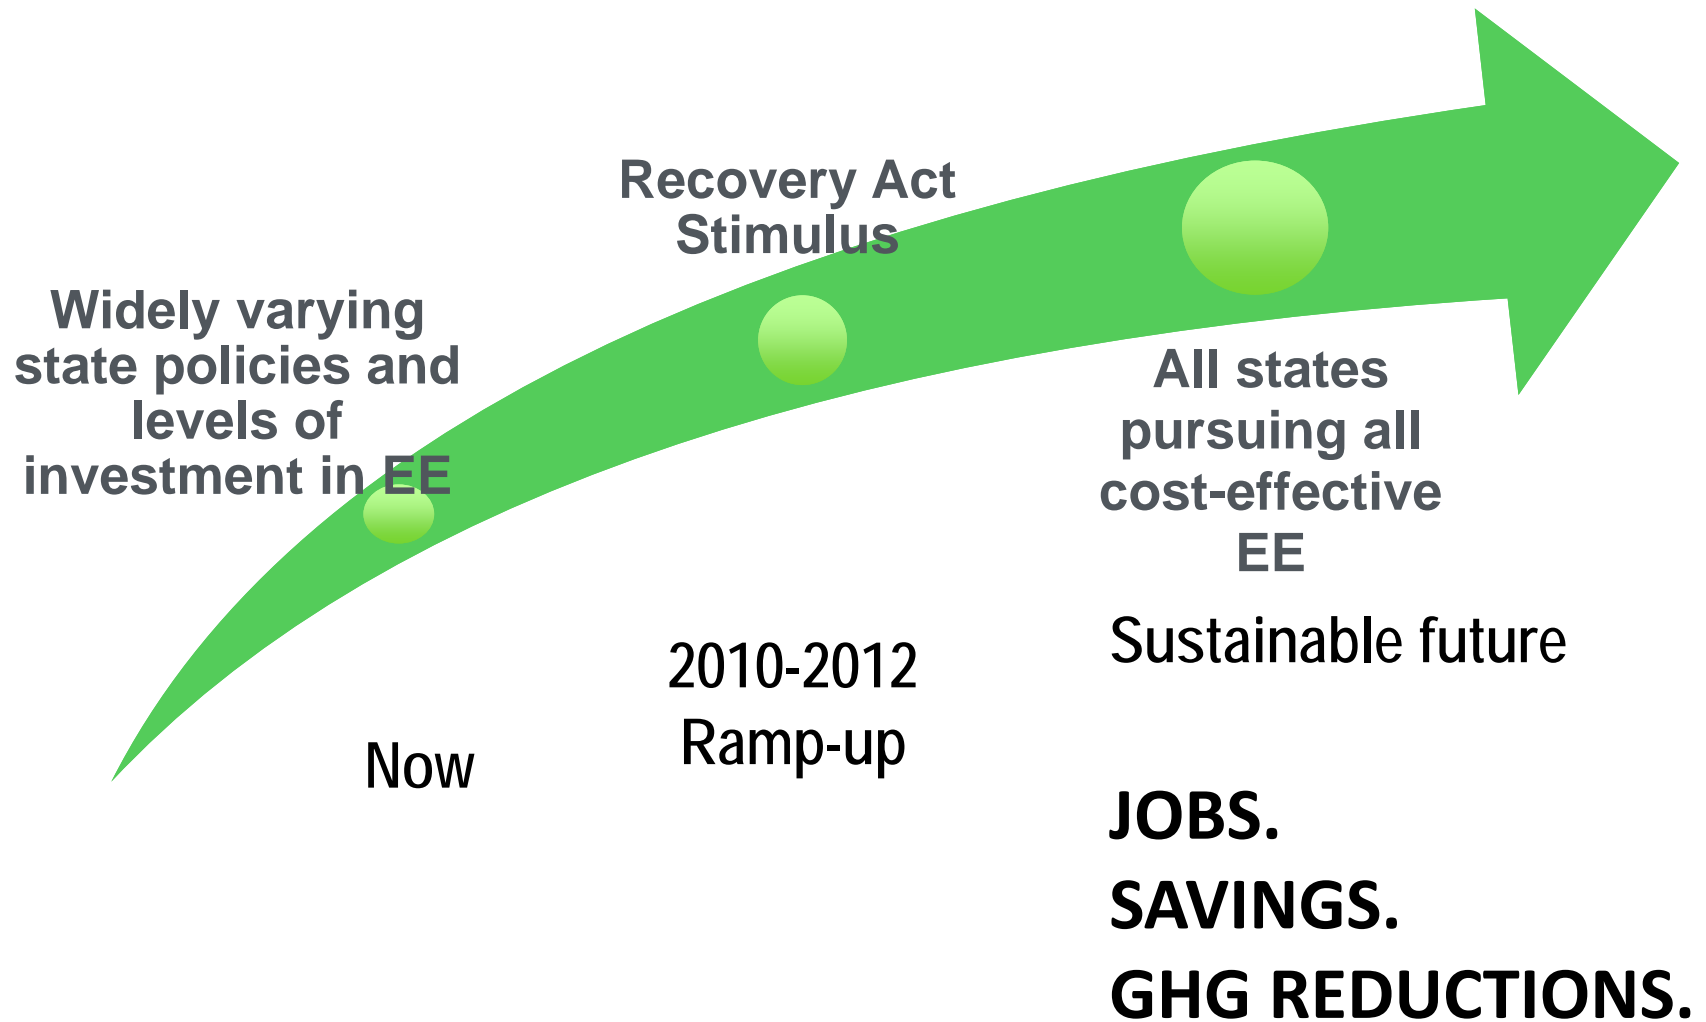 Widely varying
state policies and
levels of
investment in EE
Now
Recovery Act
Stimulus
2010-2012
Ramp-up
All states
pursuing all
cost-effective
EE
Sustainable future
JOBS.
SAVINGS.
GHG REDUCTIONS.